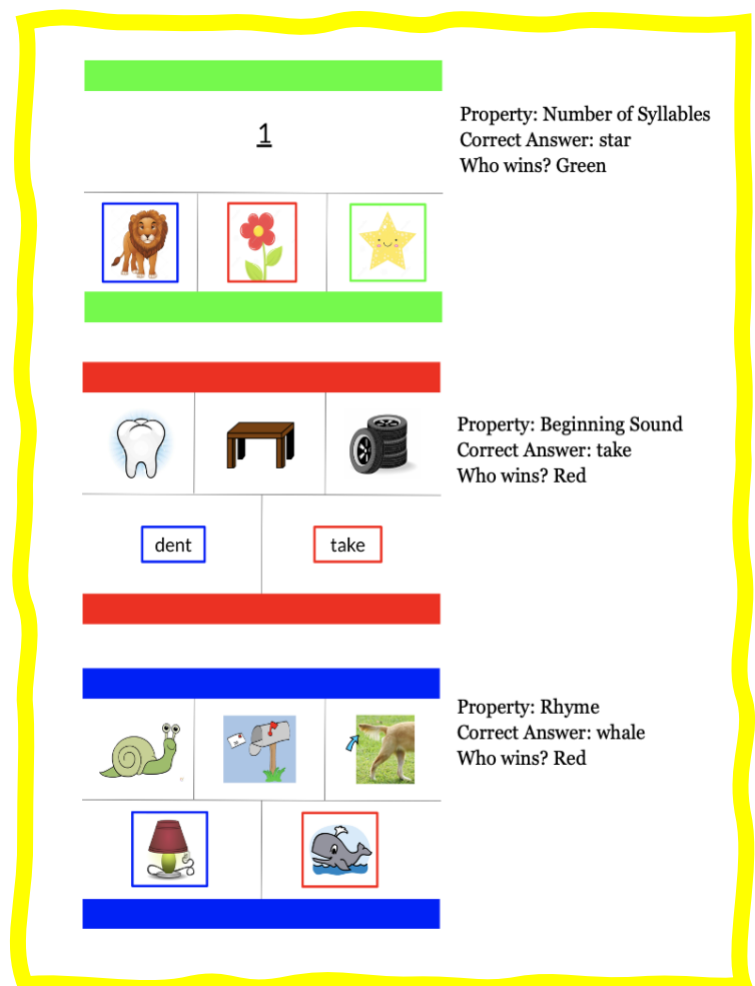 1
Property: Number of Syllables
Correct Answer: star
Who wins? Green
Property: Beginning Sound
Correct Answer: take
Who wins? Red
dent
take
Property: Rhyme
Correct Answer: whale
Who wins? Red